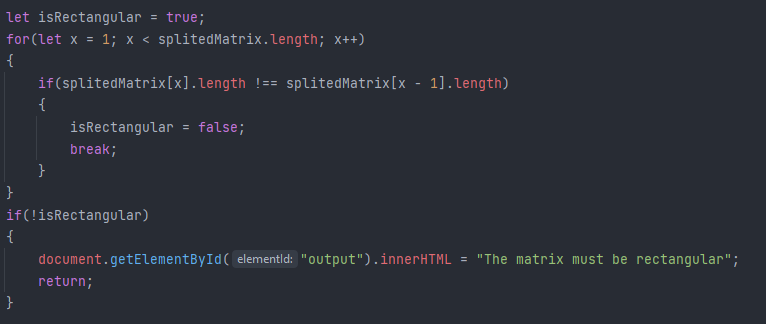 let isRectangular = true;
for(let x = 1; x < splitedMatrix.length; x++)
{
    if(splitedMatrix[x].length !== splitedMatrix[x - 1].length)
    {
        isRectangular = false;
        break;
    }
}
if(!isRectangular)
{
    document.getElementById( elementId: "output").innerHTML = "The matrix must be rectangular";
    return;
}